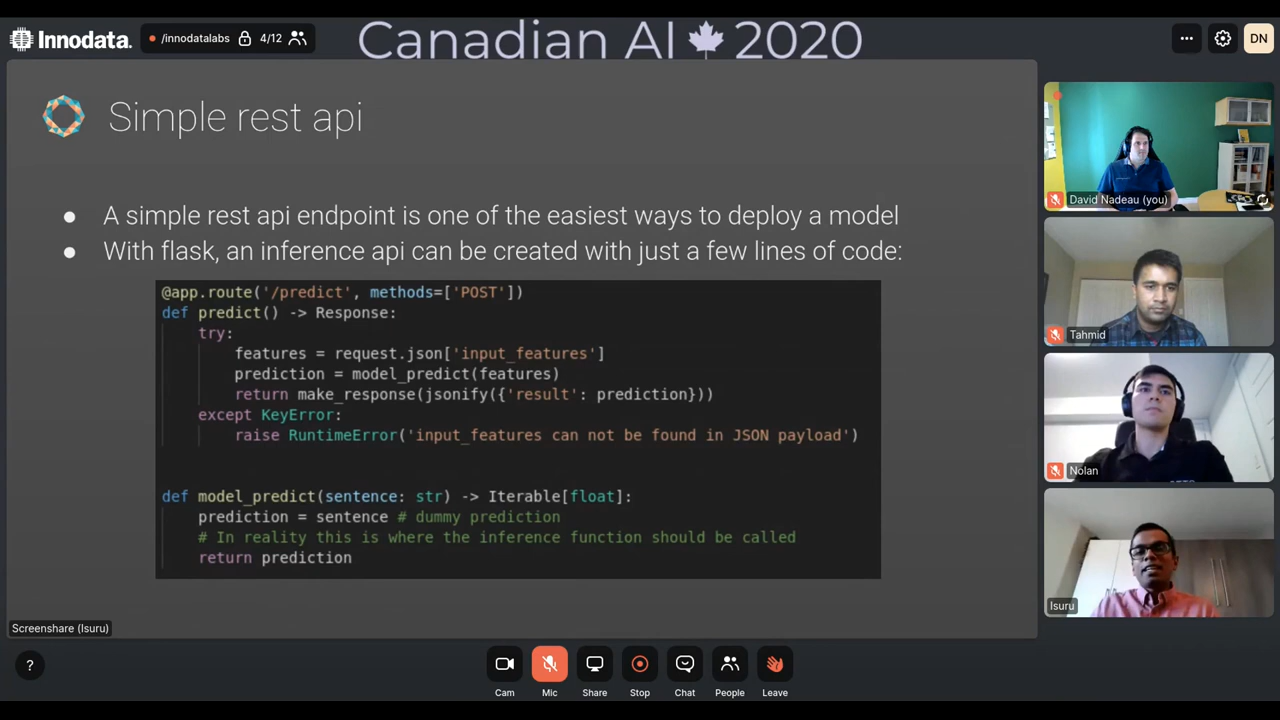 Innodata.
/innodatalabs
4/12
Canadian AI 2020
DN
Simple rest api
● A simple rest api endpoint is one of the easiest ways to deploy a model
● With flask, an inference api can be created with just a few lines of code:
@app.route('/predict', methods=['POST'])
def predict() -> Response:
try:
features = request.json['input_features']
prediction = model_predict(features)
return make_response(jsonify({'result': prediction}))
except KeyError:
raise RuntimeError('input_features can not be found in JSON payload')
def model_predict(sentence: str) -> Iterable[float]:
prediction = sentence # dummy prediction
# In reality this is where the inference function should be called
return prediction
Screenshare (Isuru)
David Nadeau (you)
Tahmid
Nolan
Isuru
?
Cam
Mic
Share
Stop
Chat
People
Leave